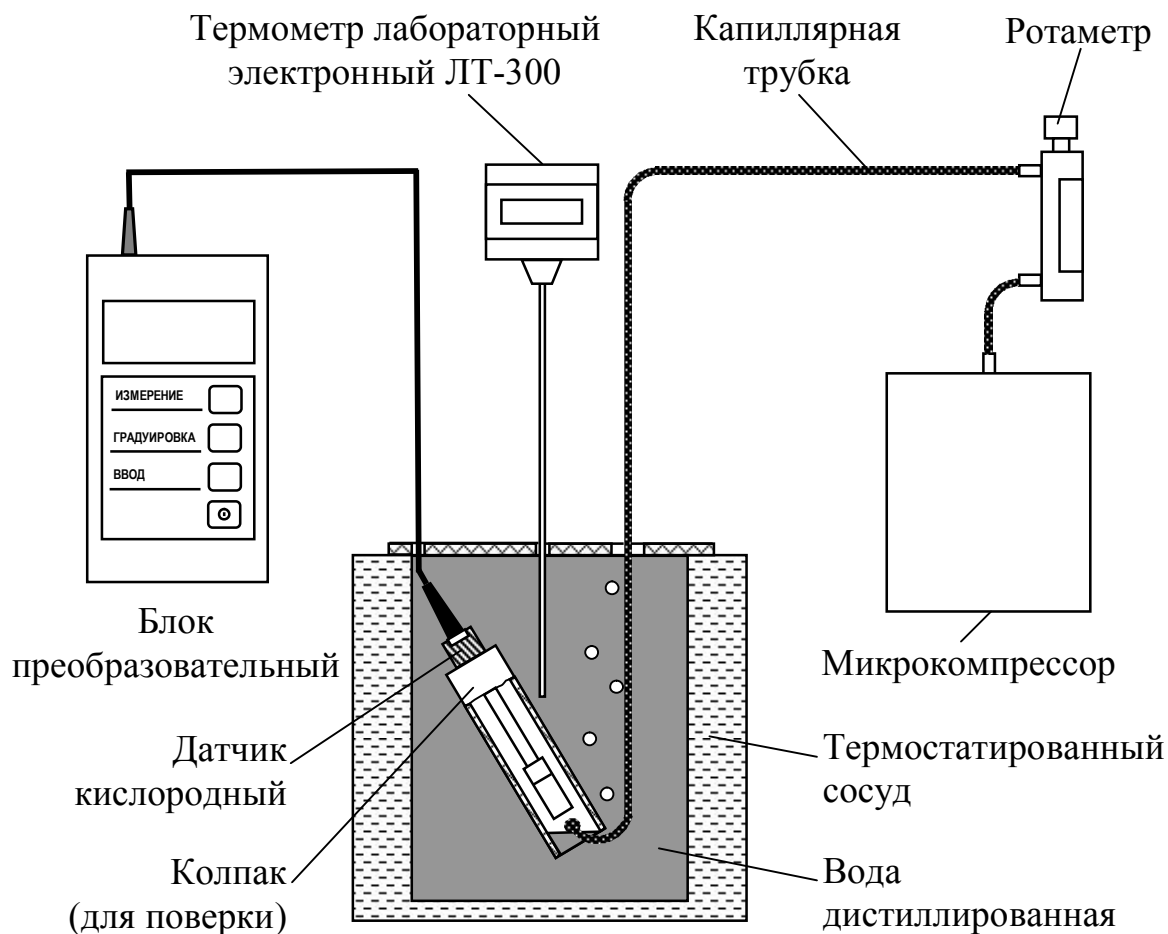 Термометр лабораторный
электронный ЛТ-300
Капиллярная
трубка
Ротаметр
ИЗМЕРЕНИЕ
ГРАДУИРОВКА
ВВОД
Блок
преобразовательный
Микрокомпрессор
Датчик
кислородный
Термостатированный
сосуд
Колпак
(для поверки)
Вода
дистиллированная